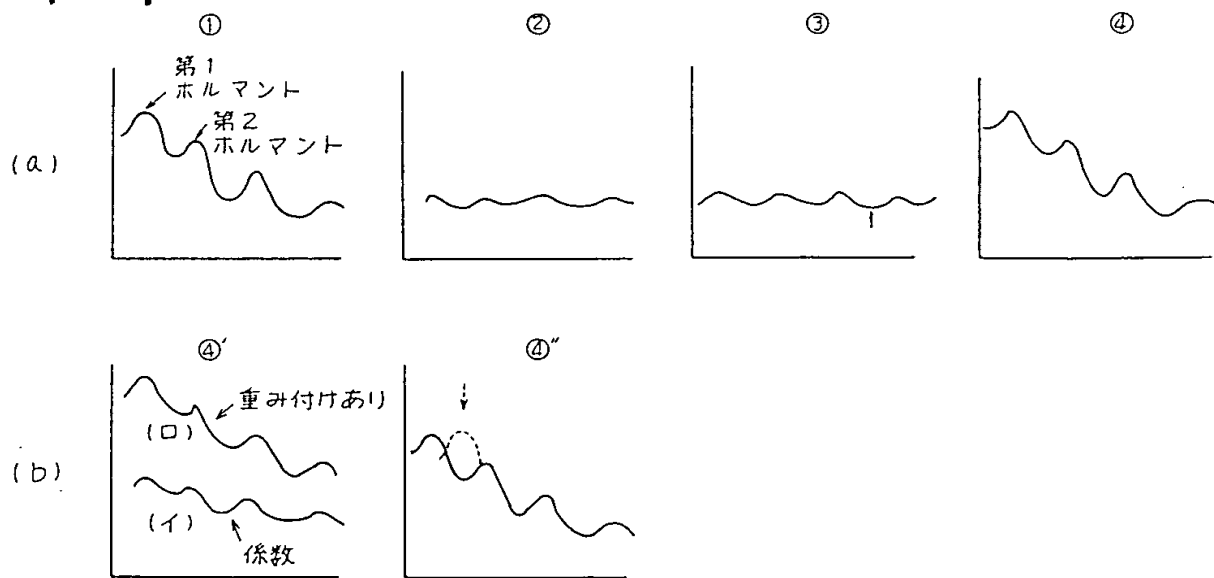 ① ② ③ ④
第1
ホルマント
第2
ホルマント
(a)
④' ④"
重み付けあり
(ロ)
(b)
(イ)
係数